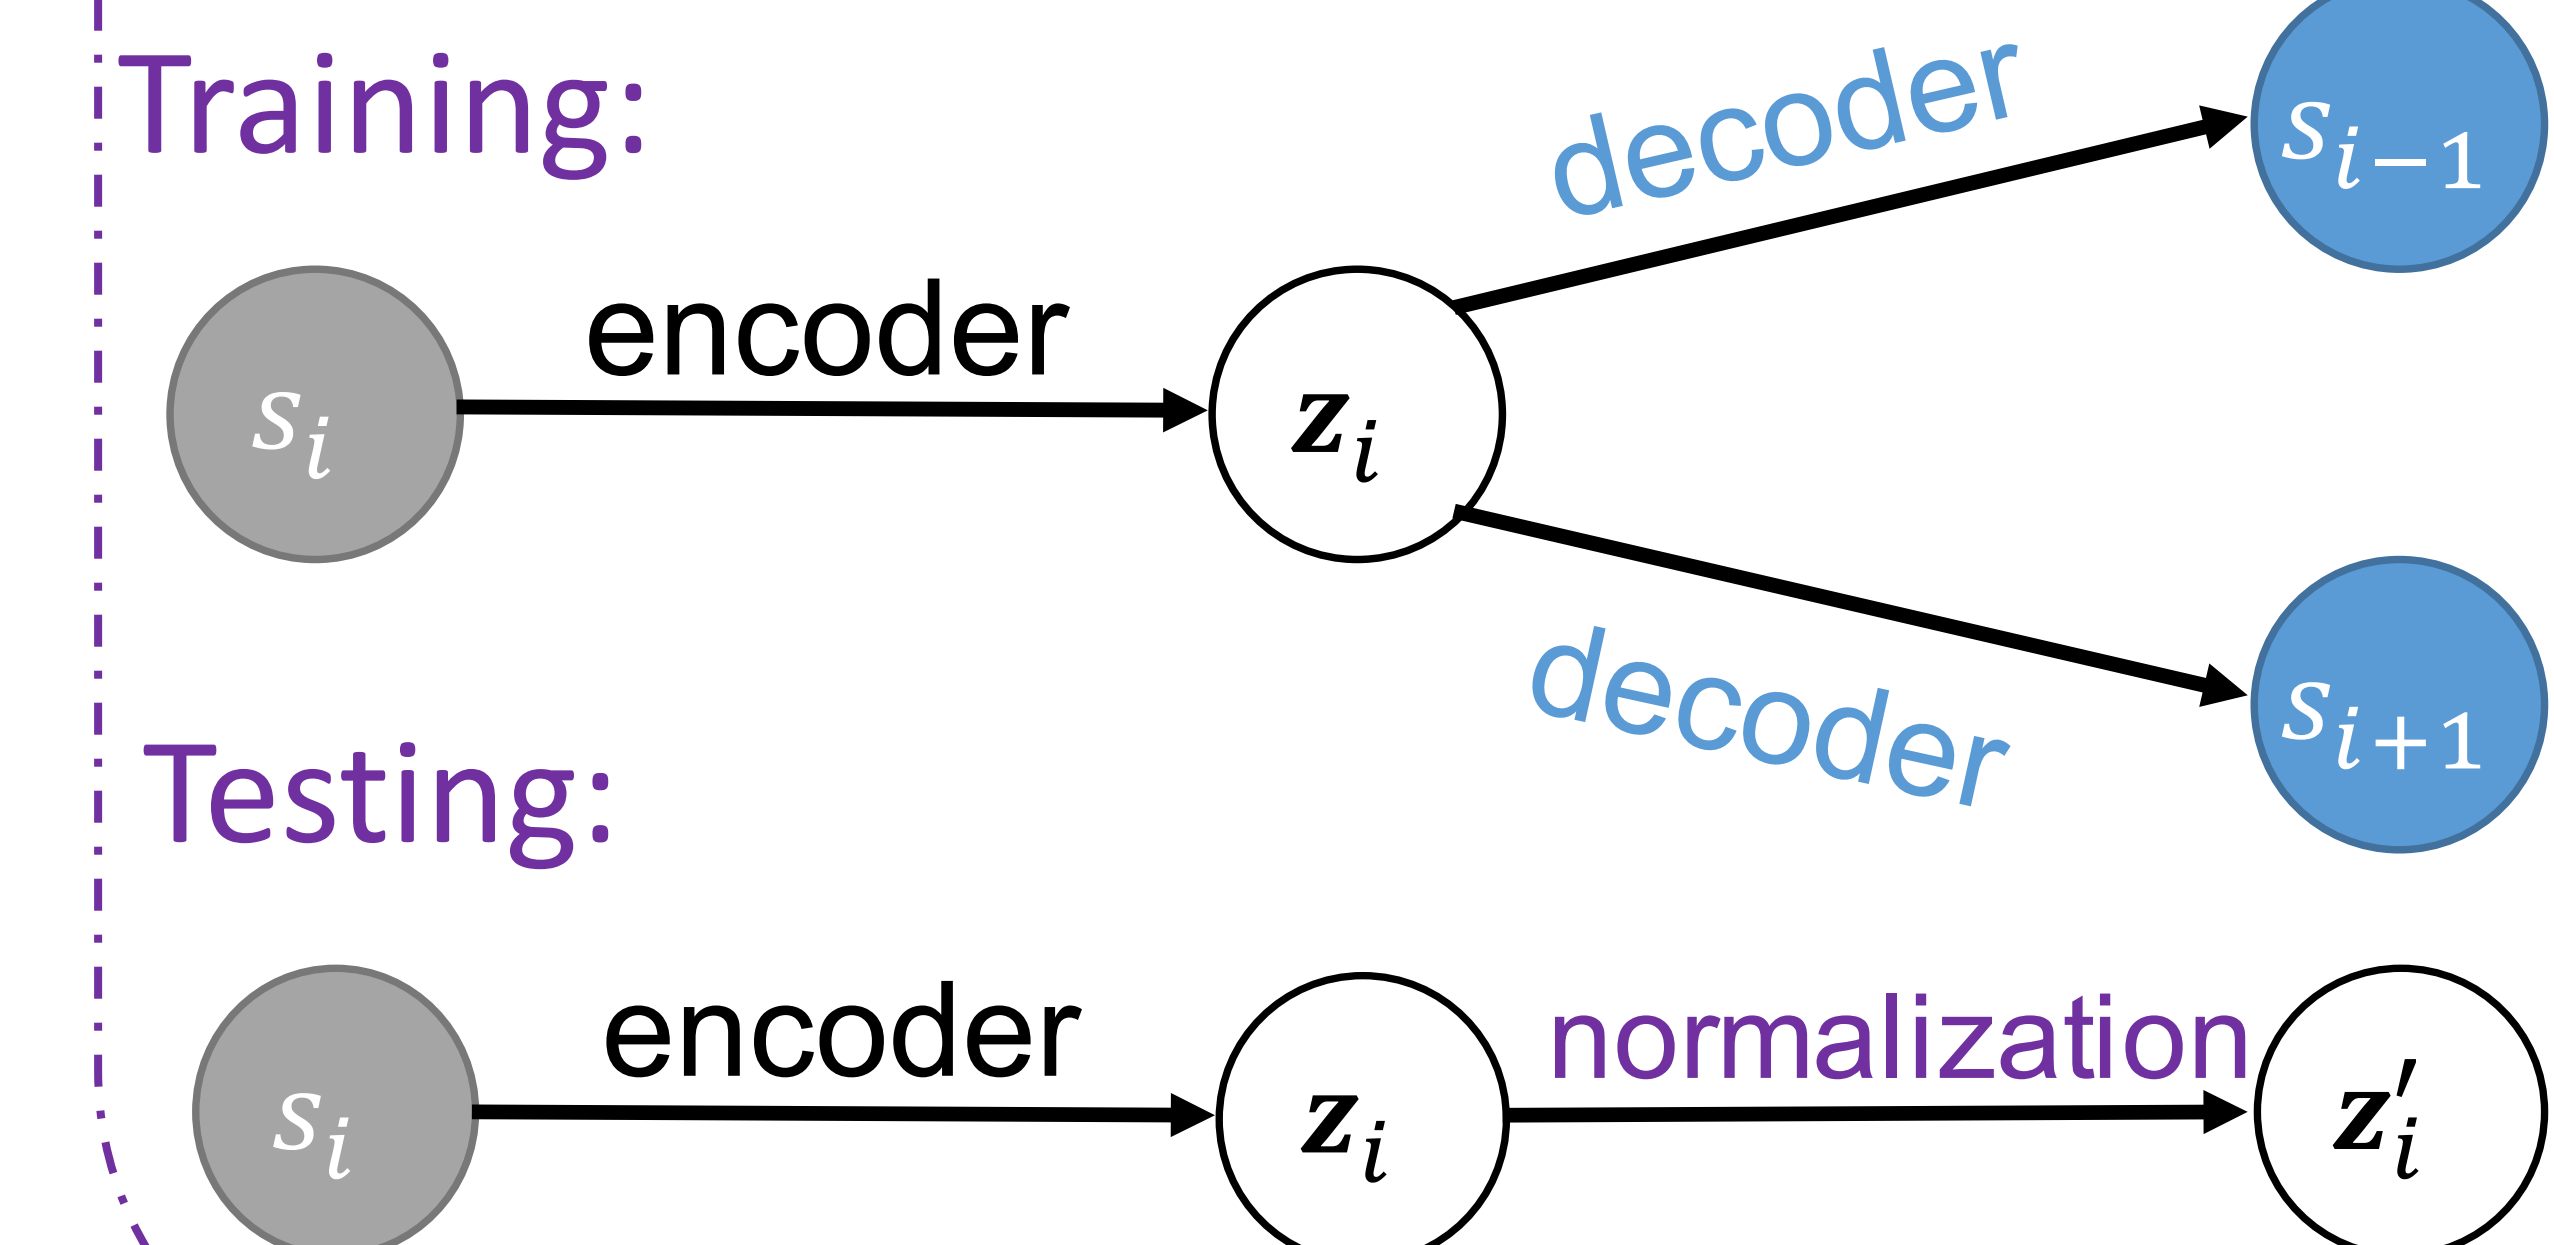 Training:
decoder
s_{i-1}
encoder
s_i
z_i
decoder
s_{i+1}
Testing:
encoder
normalization
s_i
z_i
z'_i